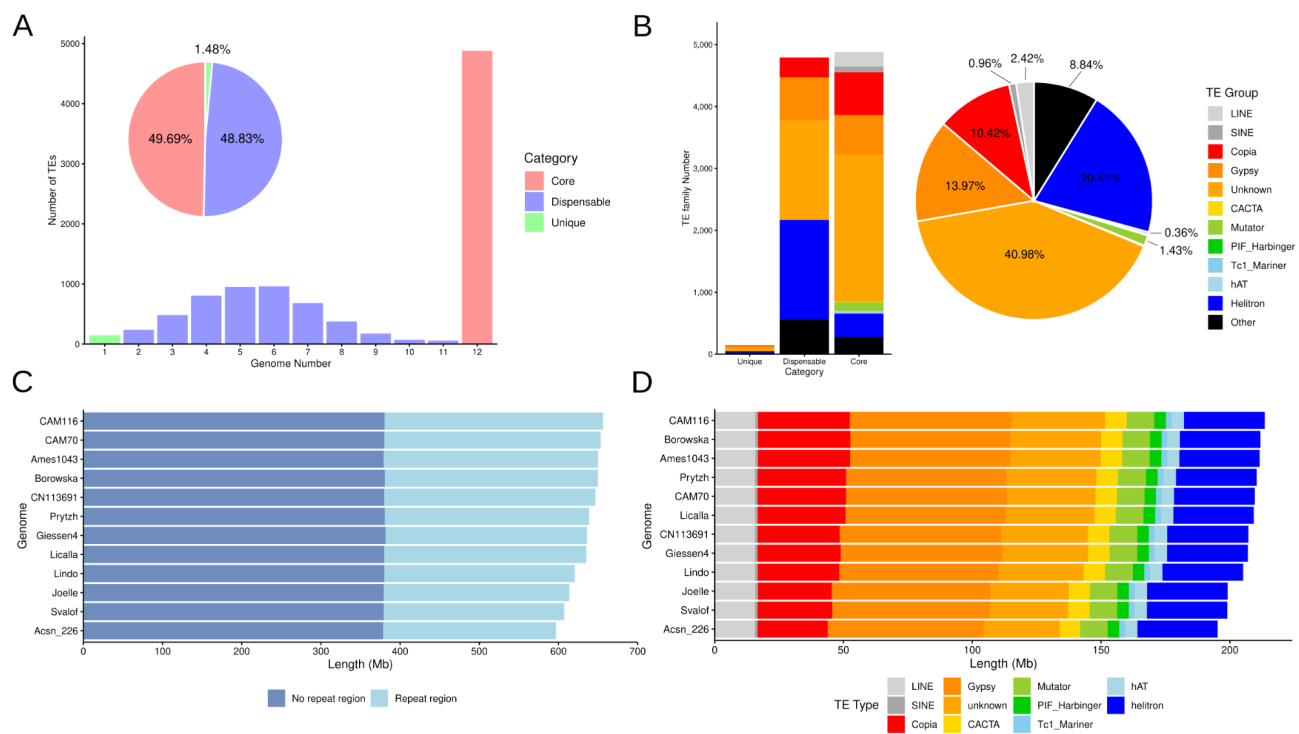 A
5000
4000
3000
2000
1000
0
Number of TEs
1 2 3 4 5 6 7 8 9 10 11 12
Genome Number
1.48%
49.69%
48.83%
Category
Core
Dispensable
Unique
B
5,000
4,000
3,000
2,000
1,000
0
TE family Number
Unique Dispensable Core
Category
0.96%
2.42%
8.84%
10.42%
20.41%
13.97%
0.36%
1.43%
40.98%
TE Group
LINE
SINE
Copia
Gypsy
Unknown
CACTA
Mutator
PIF_Harbinger
Tc1_Mariner
hAT
Helitron
Other
C
Genome
CAM116
CAM70
Ames1043
Borowska
CN113691
Prytzh
Giessen4
Licalla
Lindo
Joelle
Svalof
Acsn_226
0 100 200 300 400 500 600 700
Length (Mb)
No repeat region Repeat region
D
Genome
CAM116
Borowska
Ames1043
Prytzh
CAM70
Licalla
CN113691
Giessen4
Lindo
Joelle
Svalof
Acsn_226
0 50 100 150 200
Length (Mb)
TE Type
LINE Gypsy Mutator hAT
SINE unknown PIF_Harbinger helitron
Copia CACTA Tc1_Mariner